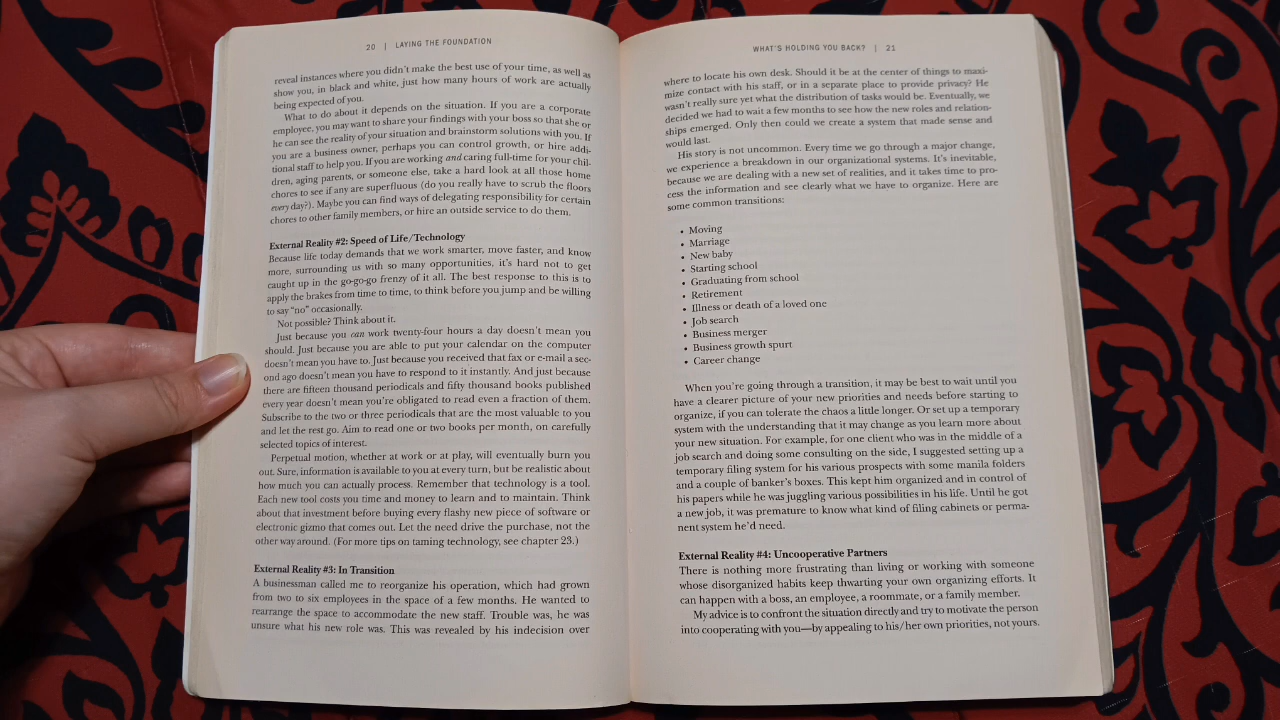 20 | LAYING THE FOUNDATION
reveal instances where you didn't make the best use of your time, as well as
show you, in black and white, just how many hours of work are actually
being expected of you.
What to do about it depends on the situation. If you are a corporate
employee, you may want to share your findings with your boss so that she or
he can see the reality of your situation and brainstorm solutions with you. If
you are a business owner, perhaps you can control growth, or hire addi-
tional staff to help you. If you are working and caring full-time for your chil-
dren, aging parents, or someone else, take a hard look at all those home
chores to see if any are superfluous (do you really have to scrub the floors
every day?). Maybe you can find ways of delegating responsibility for certain
chores to other family members, or hire an outside service to do them.
External Reality #2: Speed of Life/Technology
Because life today demands that we work smarter, move faster, and know
more, surrounding us with so many opportunities, it's hard not to get
caught up in the go-go-go frenzy of it all. The best response to this is to
apply the brakes from time to time, to think before you jump and be willing
to say "no" occasionally.
Not possible? Think about it.
Just because you can work twenty-four hours a day doesn't mean you
should. Just because you are able to put your calendar on the computer
doesn't mean you have to. Just because you received that fax or e-mail a sec-
ond ago doesn't mean you have to respond to it instantly. And just because
there are fifteen thousand periodicals and fifty thousand books published
every year doesn't mean you're obligated to read even a fraction of them.
Subscribe to the two or three periodicals that are the most valuable to you
and let the rest go. Aim to read one or two books per month, on carefully
selected topics of interest.
Perpetual motion, whether at work or at play, will eventually burn you
out. Sure, information is available to you at every turn, but be realistic about
how much you can actually process. Remember that technology is a tool.
Each new tool costs you time and money to learn and to maintain. Think
about that investment before buying every flashy new piece of software or
electronic gizmo that comes out. Let the need drive the purchase, not the
other way around. (For more tips on taming technology, see chapter 23.)
External Reality #3: In Transition
A businessman called me to reorganize his operation, which had grown
from two to six employees in the space of a few months. He wanted to
rearrange the space to accommodate the new staff. Trouble was, he was
unsure what his new role was. This was revealed by his indecision over
WHAT'S HOLDING YOU BACK? | 21
where to locate his own desk. Should it be at the center of things to maxi-
mize contact with his staff, or in a separate place to provide privacy? He
wasn't really sure yet what the distribution of tasks would be. Eventually, we
decided we had to wait a few months to see how the new roles and relation-
ships emerged. Only then could we create a system that made sense and
would last.
His story is not uncommon. Every time we go through a major change,
we experience a breakdown in our organizational systems. It's inevitable,
because we are dealing with a new set of realities, and it takes time to pro-
cess the information and see clearly what we have to organize. Here are
some common transitions:
• Moving
• Marriage
• New baby
• Starting school
• Graduating from school
• Retirement
• Illness or death of a loved one
• Job search
• Business merger
• Business growth spurt
• Career change
When you're going through a transition, it may be best to wait until you
have a clearer picture of your new priorities and needs before starting to
organize, if you can tolerate the chaos a little longer. Or set up a temporary
system with the understanding that it may change as you learn more about
your new situation. For example, for one client who was in the middle of a
job search and doing some consulting on the side, I suggested setting up a
temporary filing system for his various prospects with some manila folders
and a couple of banker's boxes. This kept him organized and in control of
his papers while he was juggling various possibilities in his life. Until he got
a new job, it was premature to know what kind of filing cabinets or perma-
nent system he'd need.
External Reality #4: Uncooperative Partners
There is nothing more frustrating than living or working with someone
whose disorganized habits keep thwarting your own organizing efforts. It
can happen with a boss, an employee, a roommate, or a family member.
My advice is to confront the situation directly and try to motivate the person
into cooperating with you—by appealing to his/her own priorities, not yours.